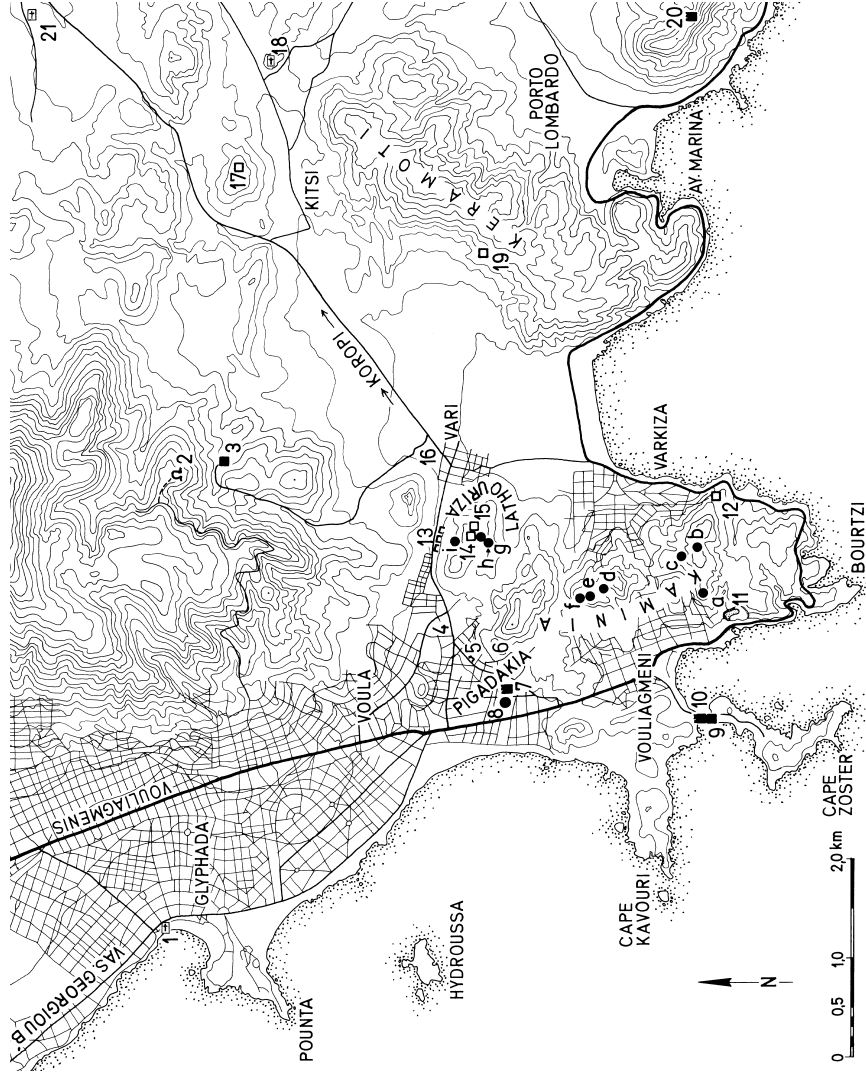 21
20
18
PORTO
LOMBARDO
17
KITSI
KERAMOTI
AY MARINA
19
← KOROPI →
2
3
16
VARI
13
LATHOURIZA
15
14
i
h
g
VARKIZA
12
b
c
a
11
d
e
f
KAMINIA
BOURTZI
4
5
6
PIGADAKIA
7
8
VOULA
VOULIAGMENI
10
9
CAPE
ZOSTER
VOULIAGMENIS
GLYPHADA
VAS GEORGIOU B'
1
CAPE
KAVOURI
HYDROUSSA
POUNTA
N
0 0,5 1,0 2,0 km